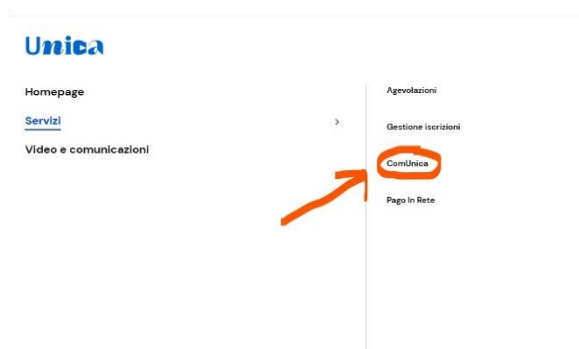 Unica
Homepage
Servizi
Video e comunicazioni
Agevolazioni
Gestione iscrizioni
ComUnica
Pago In Rete